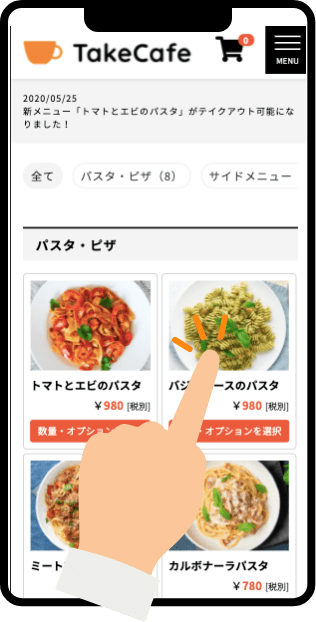 TakeCafe
0
MENU
2020/05/25
新メニュー「トマトとエビのパスタ」がテイクアウト可能にな
りました！
全て
パスタ・ピザ（8）
サイドメニュー
パスタ・ピザ
トマトとエビのパスタ
¥980 [税別]
数量・オプション
バジ ースのパスタ
¥980 [税別]
オプションを選択
ミート
カルボナーラパスタ
¥780 [税別]